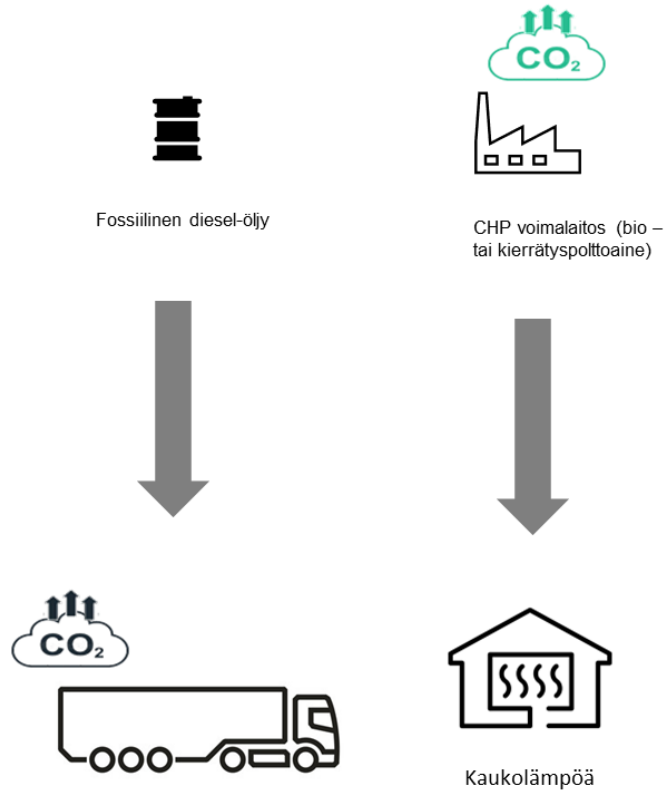 CO₂
Fossiilinen diesel-öljy
CHP voimalaitos (bio –
tai kierrätyspolttoaine)
CO₂
Kaukolämpöä